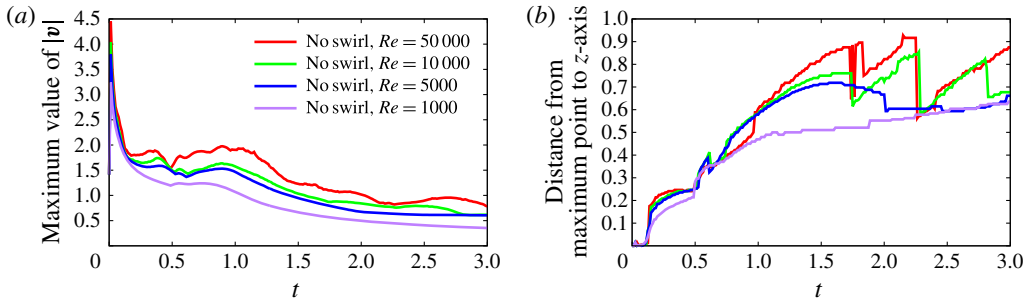 (a)
Maximum value of |v|
4.5
4.0
3.5
3.0
2.5
2.0
1.5
1.0
0.5
0 0.5 1.0 1.5 2.0 2.5 3.0
t
No swirl, Re = 50 000
No swirl, Re = 10 000
No swirl, Re = 5000
No swirl, Re = 1000
(b)
Distance from
maximum point to z-axis
1.0
0.9
0.8
0.7
0.6
0.5
0.4
0.3
0.2
0.1
0 0.5 1.0 1.5 2.0 2.5 3.0
t